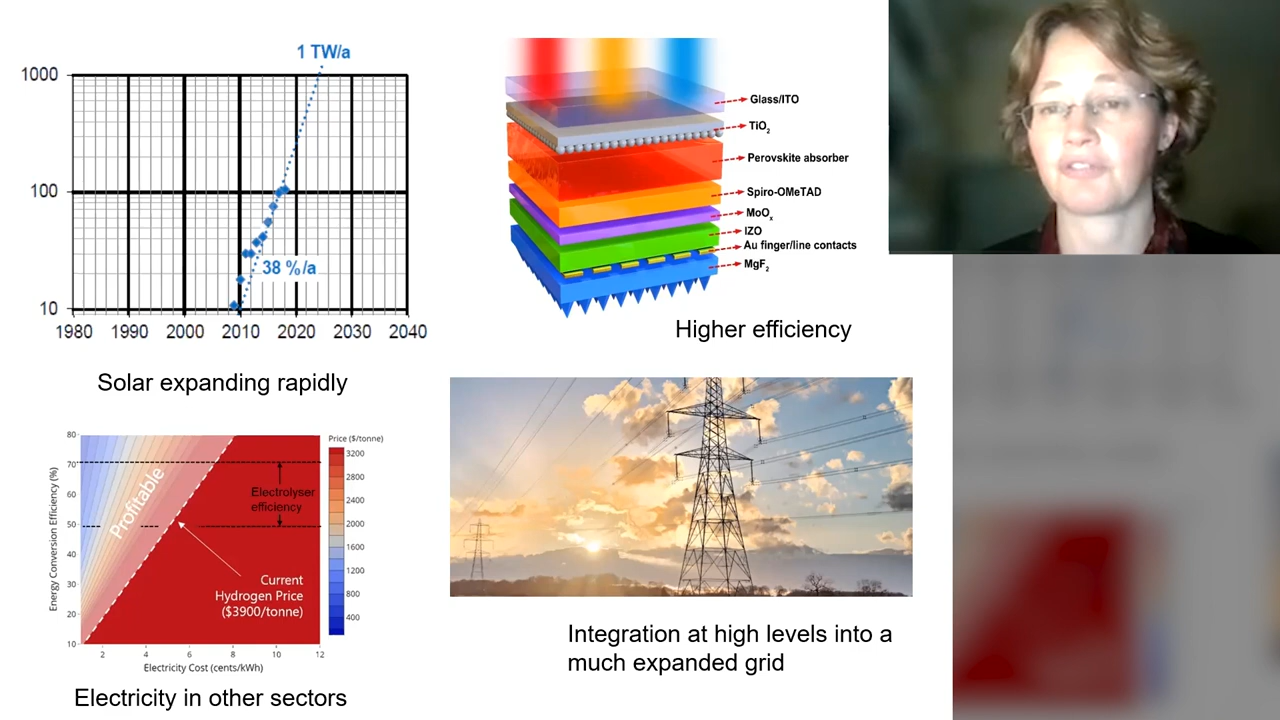 1 TW/a
1000
100
10
38 %/a
1980 1990 2000 2010 2020 2030 2040
Solar expanding rapidly
Glass/ITO
TiO₂
Perovskite absorber
Spiro-OMeTAD
MoOₓ
IZO
Au finger/line contacts
MgF₂
Higher efficiency
Price ($/tonne)
80
70
60
50
40
30
20
10
Energy Conversion Efficiency (%)
Profitable
Electrolyser
efficiency
Current
Hydrogen Price
($3900/tonne)
3200
2800
2400
2000
1600
1200
800
400
2 4 6 8 10 12
Electricity Cost (cents/kWh)
Electricity in other sectors
Integration at high levels into a
much expanded grid